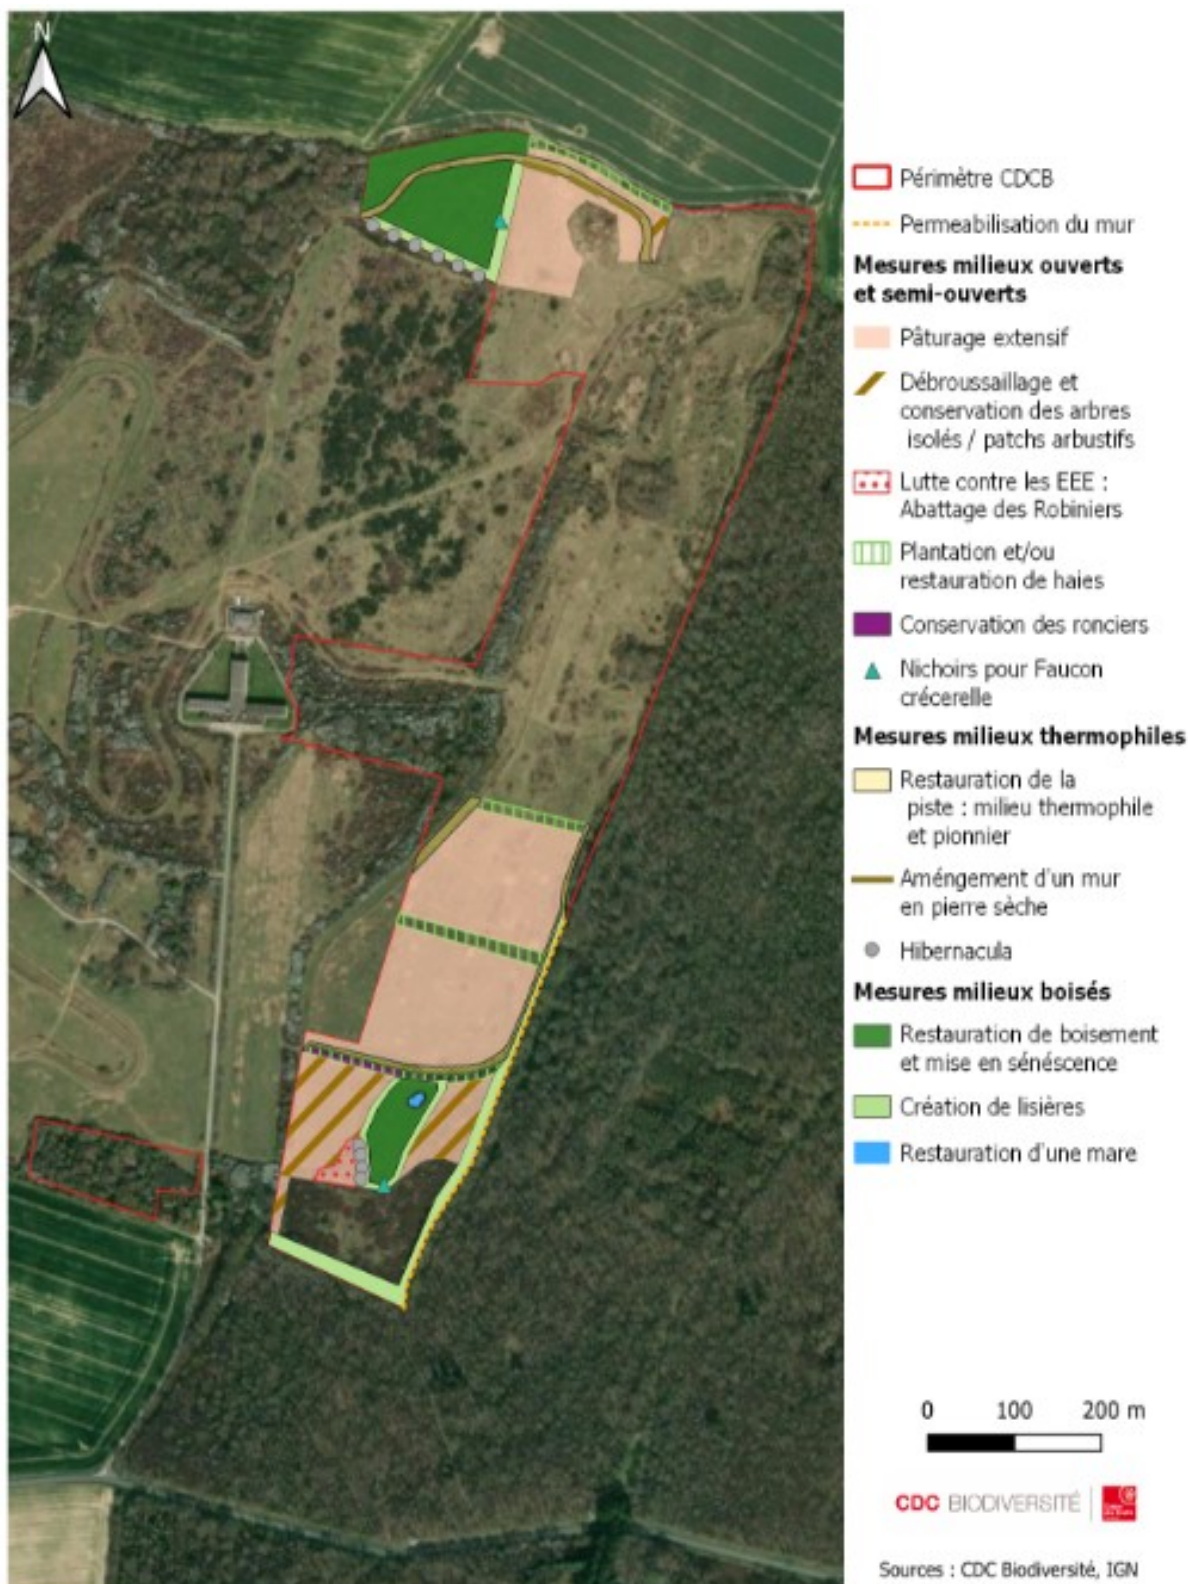 N
Périmètre CDCB
Permeabilisation du mur
Mesures milieux ouverts
et semi-ouverts
Pâturage extensif
Débroussaillage et
conservation des arbres
isolés / patchs arbustifs
Lutte contre les EEE :
Abattage des Robiniers
Plantation et/ou
restauration de haies
Conservation des ronciers
Nichoirs pour Faucon
crécerelle
Mesures milieux thermophiles
Restauration de la
piste : milieu thermophile
et pionnier
Améngement d'un mur
en pierre sèche
Hibernacula
Mesures milieux boisés
Restauration de boisement
et mise en sénéscence
Création de lisières
Restauration d'une mare
0 100 200 m
CDC BIODIVERSITÉ
Sources : CDC Biodiversité, IGN